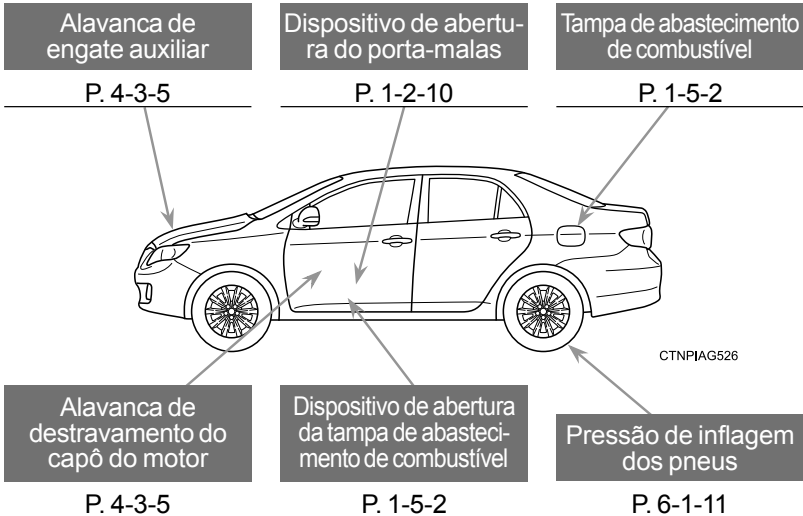 Alavanca de
engate auxiliar
P. 4-3-5
Dispositivo de abertu-
ra do porta-malas
P. 1-2-10
Tampa de abastecimento
de combustível
P. 1-5-2
CTNPIAG526
Alavanca de
destravamento do
capô do motor
P. 4-3-5
Dispositivo de abertura
da tampa de abasteci-
mento de combustível
P. 1-5-2
Pressão de inflagem
dos pneus
P. 6-1-11